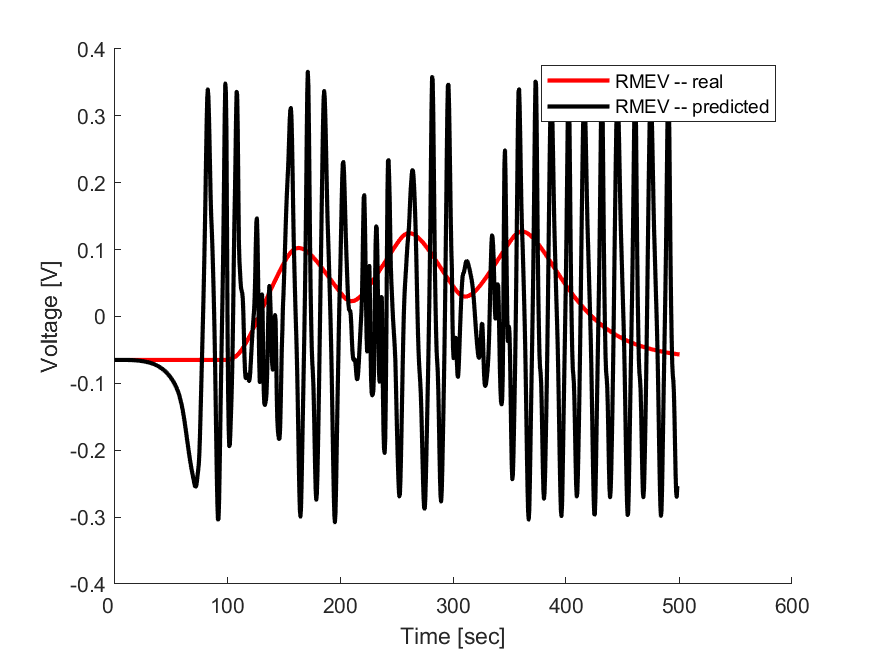 RMEV -- real
RMEV -- predicted
0.4
0.3
0.2
0.1
0
-0.1
-0.2
-0.3
-0.4
Voltage [V]
0 100 200 300 400 500 600
Time [sec]